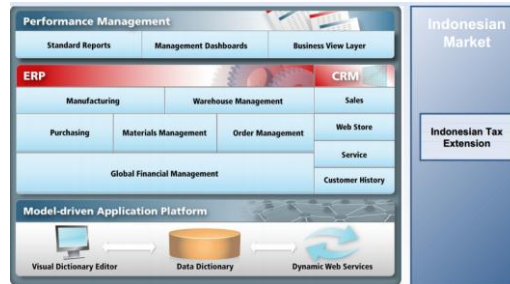 Performance Management
Standard Reports
Management Dashboards
Business View Layer
ERP
CRM
Manufacturing
Warehouse Management
Sales
Purchasing
Materials Management
Order Management
Web Store
Service
Global Financial Management
Customer History
Model-driven Application Platform
Visual Dictionary Editor
Data Dictionary
Dynamic Web Services
Indonesian
Market
Indonesian Tax
Extension